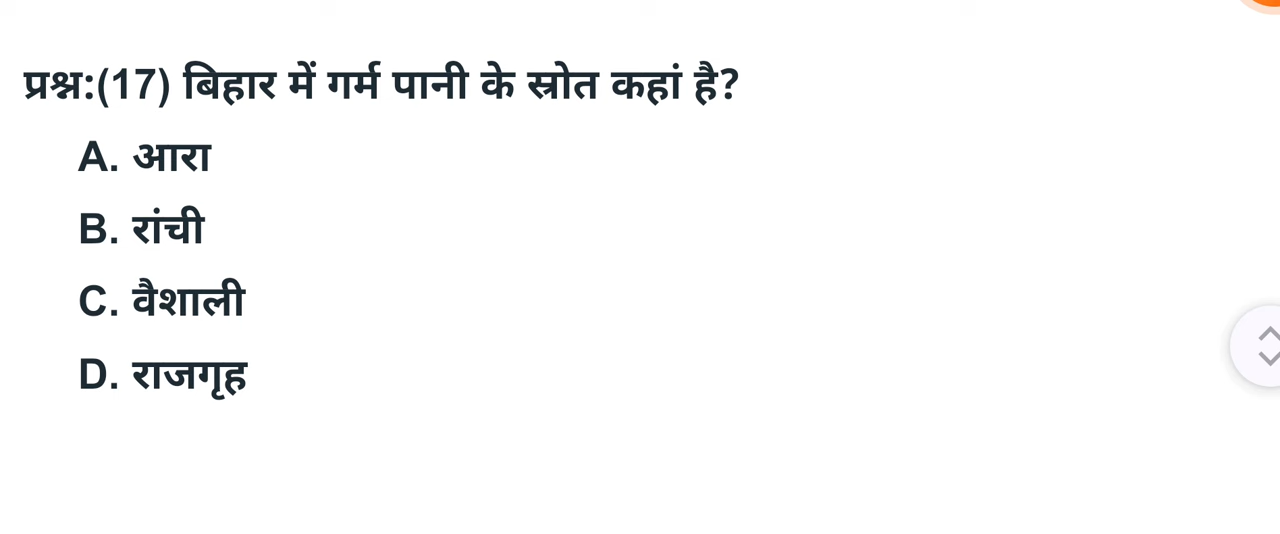 प्रश्न:(17) बिहार में गर्म पानी के स्रोत कहां है?
A. आरा
B. रांची
C. वैशाली
D. राजगृह